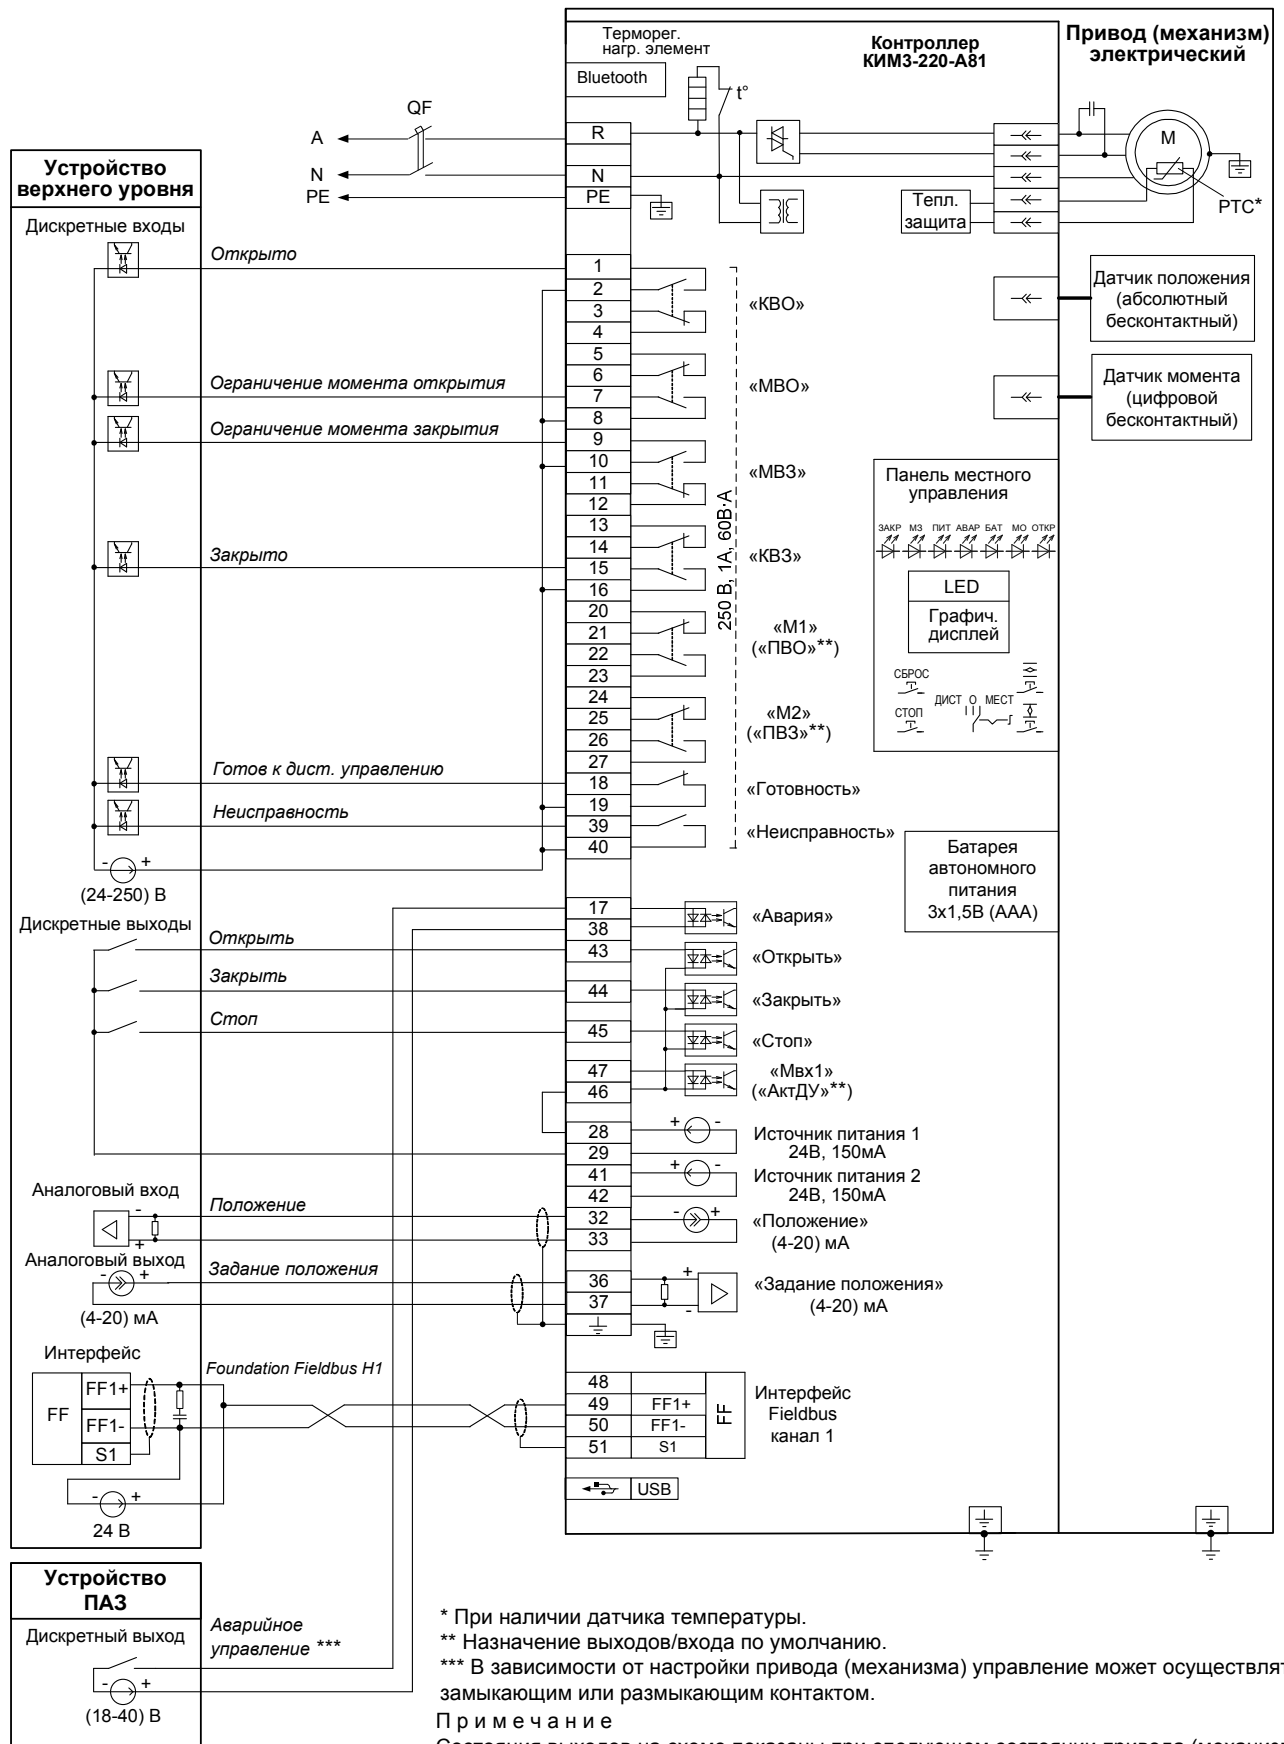 Терморег.
нагр. элемент
Bluetooth
Контроллер
КИМ3-220-А81
Привод (механизм)
электрический
t°
QF
A
N
PE
R
N
PE
M
PTC*
Тепл.
защита
Устройство
верхнего уровня
Дискретные входы
Открыто
1
2
3
4
«КВО»
Датчик положения
(абсолютный
бесконтактный)
5
6
7
8
Ограничение момента открытия
«МВО»
Датчик момента
(цифровой
бесконтактный)
Ограничение момента закрытия
9
10
11
12
«МВЗ»
Панель местного
управления
ЗАКР МЗ ПИТ АВАР БАТ МО ОТКР
LED
Графич.
дисплей
СБРОС
СТОП
ДИСТ О МЕСТ
250 В, 1А, 60В·А
13
14
15
16
Закрыто
«КВЗ»
20
21
22
23
«М1»
(«ПВО»**)
24
25
26
27
«М2»
(«ПВЗ»**)
Готов к дист. управлению
18
19
«Готовность»
Неисправность
39
40
«Неисправность»
- +
(24-250) В
Батарея
автономного
питания
3х1,5В (ААА)
Дискретные выходы
17
38
«Авария»
Открыть
43
«Открыть»
Закрыть
44
«Закрыть»
Стоп
45
«Стоп»
47
46
«Мвх1»
(«АктДУ»**)
28
29
+ -
Источник питания 1
24В, 150мА
41
42
+ -
Источник питания 2
24В, 150мА
Аналоговый вход
-
+
Положение
32
33
- +
«Положение»
(4-20) мА
Аналоговый выход
- +
(4-20) мА
Задание положения
36
37
+
-
«Задание положения»
(4-20) мА
Интерфейс
FF
FF1+
FF1-
S1
Foundation Fieldbus H1
48
49 FF1+
50 FF1-
51 S1
FF
Интерфейс
Fieldbus
канал 1
USB
- +
24 В
Устройство
ПАЗ
Дискретный выход
- +
(18-40) В
Аварийное
управление ***
* При наличии датчика температуры.
** Назначение выходов/входа по умолчанию.
*** В зависимости от настройки привода (механизма) управление может осуществлят
замыкающим или размыкающим контактом.
П р и м е ч а н и е